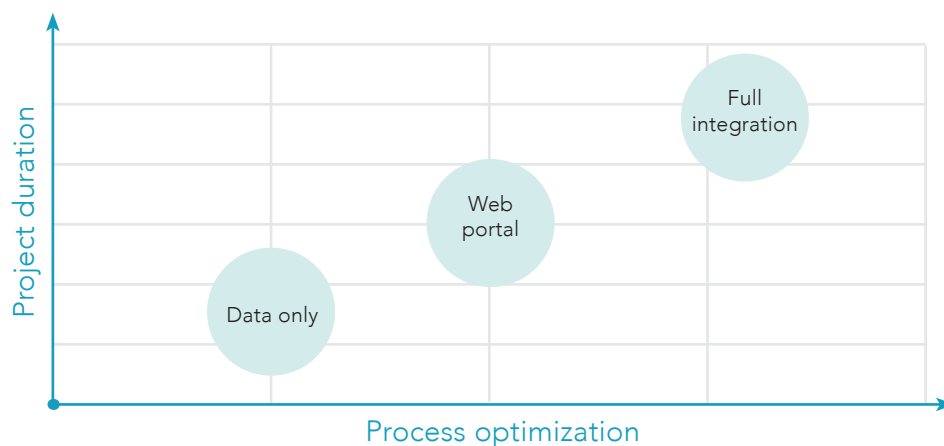 Project duration
Full
integration
Web
portal
Data only
Process optimization